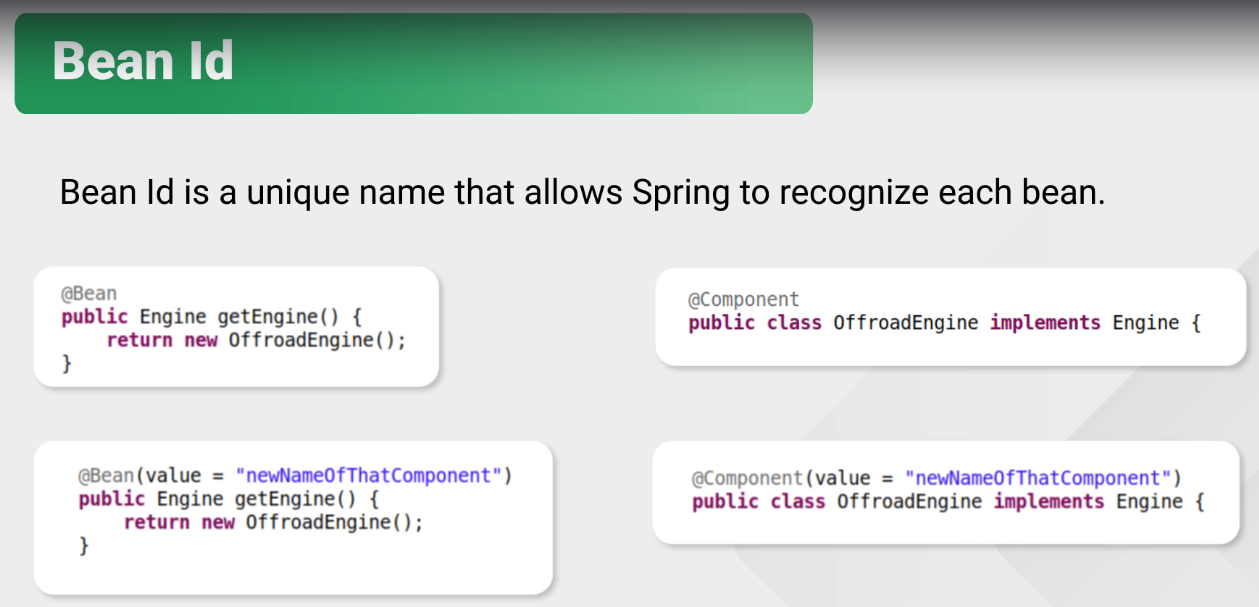 Bean Id
Bean Id is a unique name that allows Spring to recognize each bean.
@Bean
public Engine getEngine() {
    return new OffroadEngine();
}
@Component
public class OffroadEngine implements Engine {
@Bean(value = "newNameOfThatComponent")
public Engine getEngine() {
    return new OffroadEngine();
}
@Component(value = "newNameOfThatComponent")
public class OffroadEngine implements Engine {